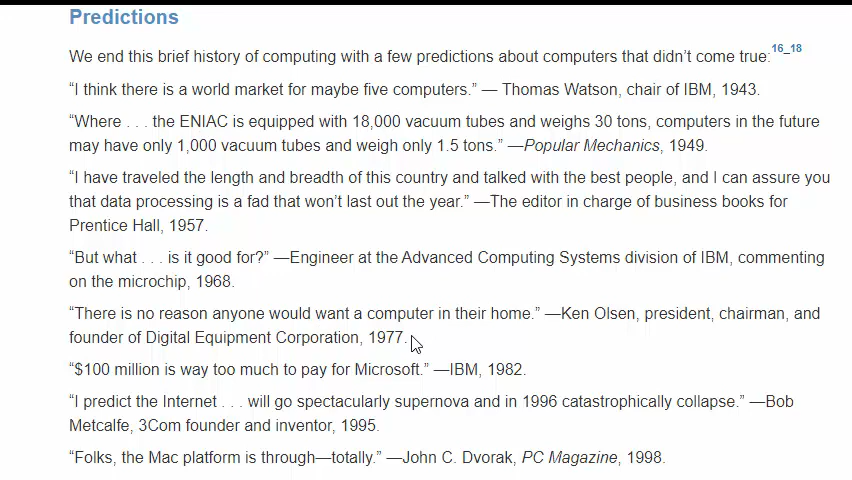 Predictions
We end this brief history of computing with a few predictions about computers that didn’t come true:16_18
“I think there is a world market for maybe five computers.” — Thomas Watson, chair of IBM, 1943.
“Where . . . the ENIAC is equipped with 18,000 vacuum tubes and weighs 30 tons, computers in the future
may have only 1,000 vacuum tubes and weigh only 1.5 tons.” —Popular Mechanics, 1949.
“I have traveled the length and breadth of this country and talked with the best people, and I can assure you
that data processing is a fad that won’t last out the year.” —The editor in charge of business books for
Prentice Hall, 1957.
“But what . . . is it good for?” —Engineer at the Advanced Computing Systems division of IBM, commenting
on the microchip, 1968.
“There is no reason anyone would want a computer in their home.” —Ken Olsen, president, chairman, and
founder of Digital Equipment Corporation, 1977.
“$100 million is way too much to pay for Microsoft.” —IBM, 1982.
“I predict the Internet . . . will go spectacularly supernova and in 1996 catastrophically collapse.” —Bob
Metcalfe, 3Com founder and inventor, 1995.
“Folks, the Mac platform is through—totally.” —John C. Dvorak, PC Magazine, 1998.